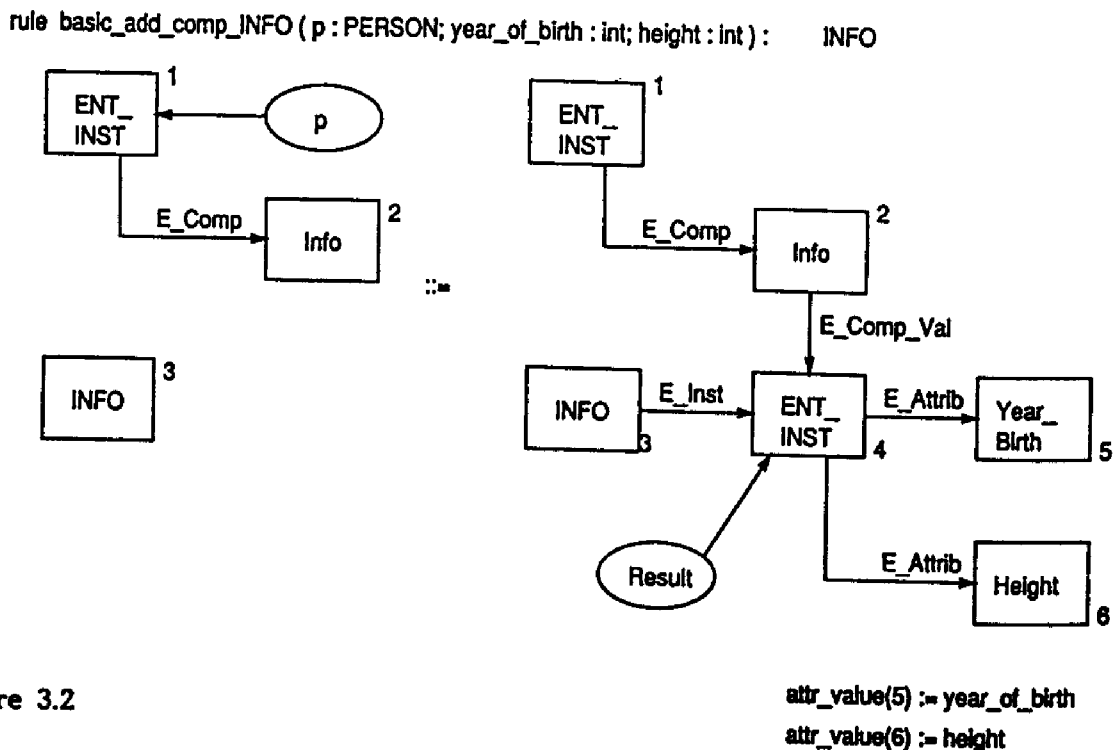 rule basic_add_comp_INFO ( p : PERSON; year_of_birth : int; height : int ) : INFO
1
ENT_
INST
p
E_Comp
2
Info
::=
3
INFO
1
ENT_
INST
E_Comp
2
Info
E_Comp_Val
INFO
3
E_Inst
ENT_
INST
4
E_Attrib
Year_
Birth
5
Result
E_Attrib
Height
6
re 3.2
attr_value(5) := year_of_birth
attr_value(6) := height